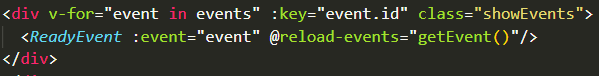 <div v-for="event in events" :key="event.id" class="showEvents">
<ReadyEvent :event="event" @reload-events="getEvent()"/>
</div>